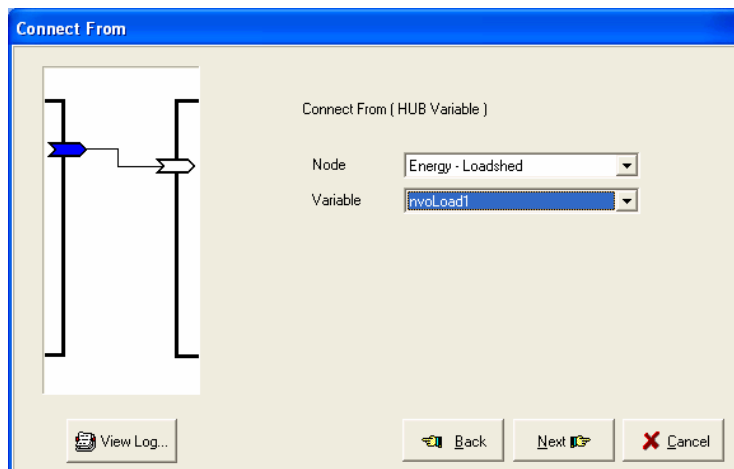 Connect From
Connect From ( HUB Variable )
Node
Energy - Loadshed
Variable
nvoLoad1
View Log...
Back
Next
Cancel